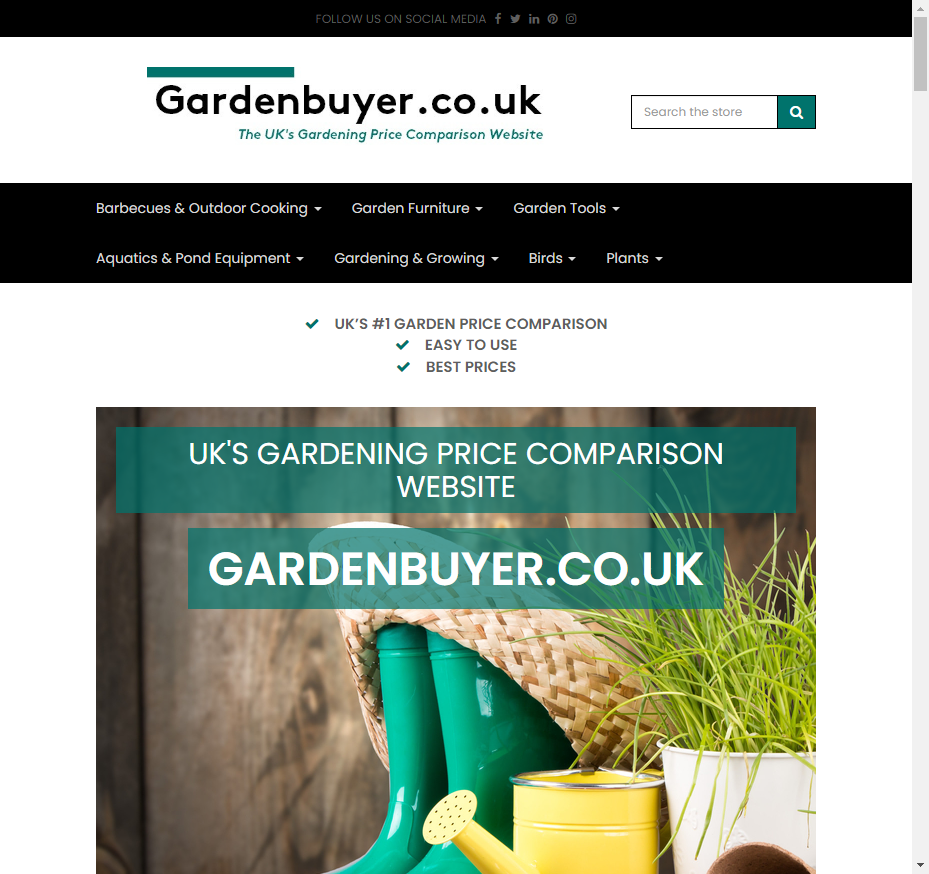 FOLLOW US ON SOCIAL MEDIA
Gardenbuyer.co.uk
The UK's Gardening Price Comparison Website
Search the store
Barbecues & Outdoor Cooking Garden Furniture Garden Tools
Aquatics & Pond Equipment Gardening & Growing Birds Plants
UK'S #1 GARDEN PRICE COMPARISON
EASY TO USE
BEST PRICES
UK'S GARDENING PRICE COMPARISON
WEBSITE
GARDENBUYER.CO.UK